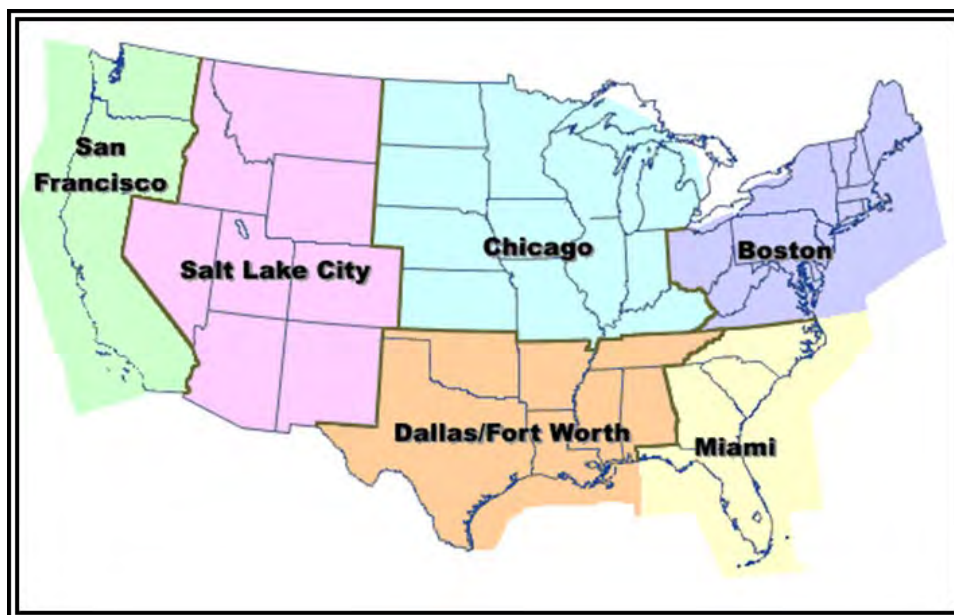 San
Francisco
Salt Lake City
Chicago
Boston
Dallas/Fort Worth
Miami